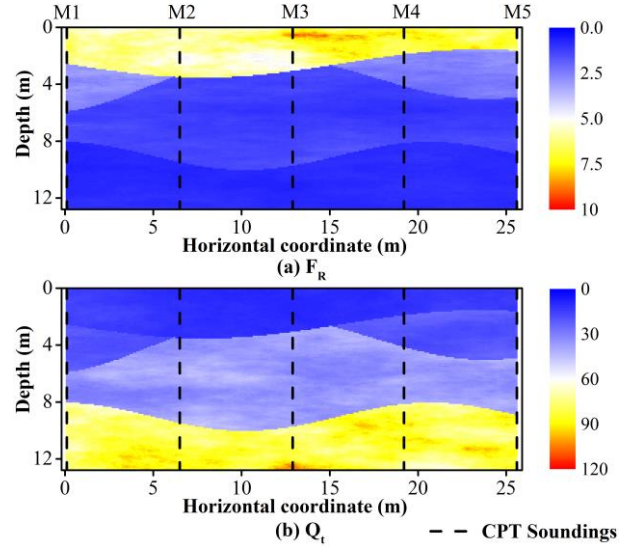 M1 M2 M3 M4 M5
0
4
8
12
Depth (m)
0 5 10 15 20 25
Horizontal coordinate (m)
(a) F_R
0.0
2.5
5.0
7.5
10
0
4
8
12
Depth (m)
0 5 10 15 20 25
Horizontal coordinate (m)
(b) Q_t
0
30
60
90
120
CPT Soundings